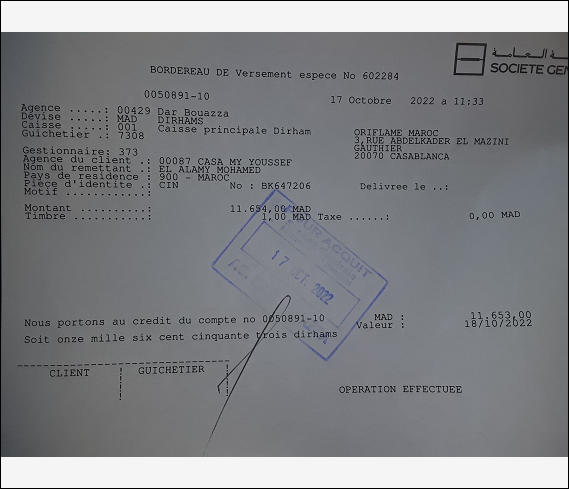 الـعـامـة
SOCIETE GEN
BORDEREAU DE Versement espece No 602284
0050891-10
17 Octobre 2022 a 11:33
Agence .....: 00429 Dar Bouazza
Devise .....: MAD DIRHAMS
Caisse .....: 001 Caisse principale Dirham
Guichetier .: 7308
ORIFLAME MAROC
3,RUE ABDELKADER EL MAZINI
GAUTHIER
20070 CASABLANCA
Gestionnaire: 373
Agence du client .: 00087 CASA MY YOUSSEF
Nom du remettant .: EL ALAMY MOHAMED
Pays de residence : 900 - MAROC
Piece d'identite .: CIN No : BK647206 Delivree le ..:
Motif ............:
Montant ..........: 11.654,00 MAD
Timbre ...........: 1,00 MAD Taxe ......: 0,00 MAD
POUR ACQUIT
17 OCT. 2022
Nous portons au credit du compte no 0050891-10 MAD : 11.653,00
Valeur : 18/10/2022
Soit onze mille six cent cinquante trois dirhams
CLIENT GUICHETIER
OPERATION EFFECTUEE